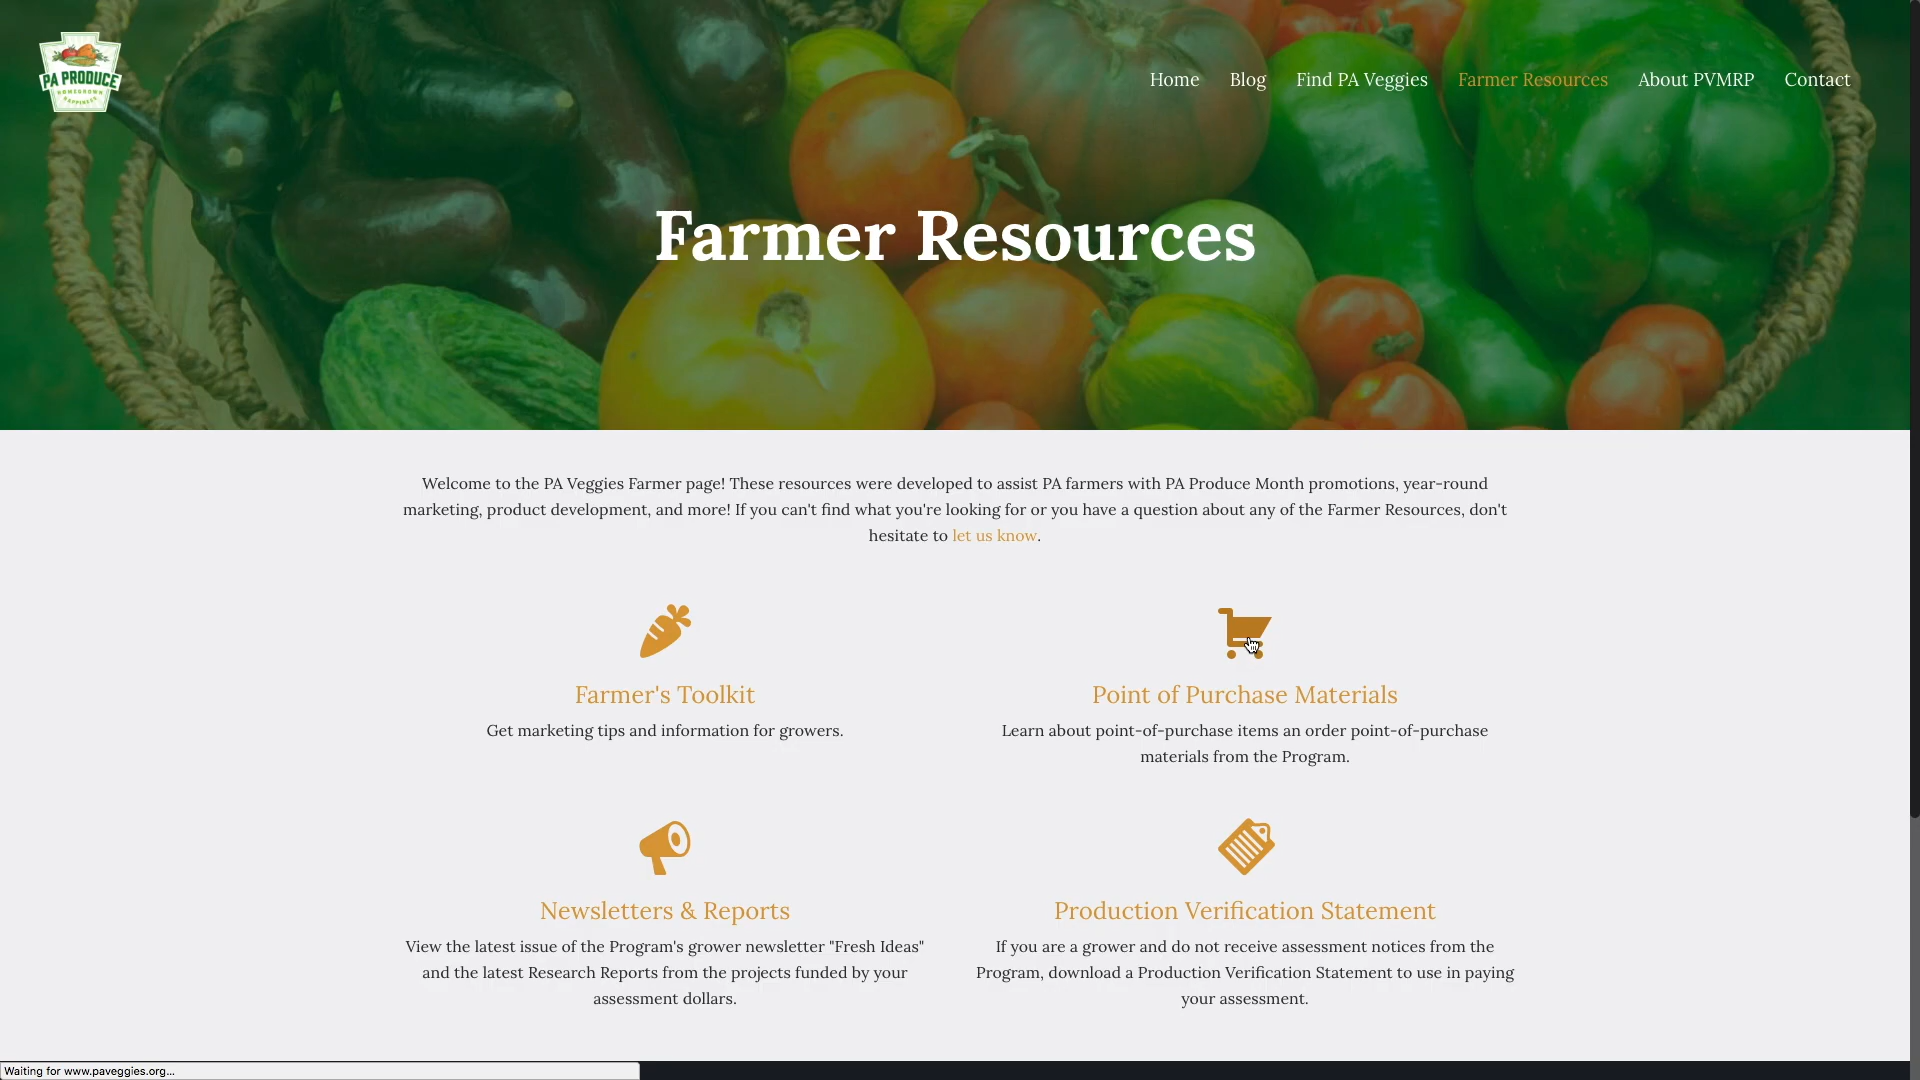 PA PRODUCE
HOMEGROWN
HAPPINESS
Home Blog Find PA Veggies Farmer Resources About PVMRP Contact
Farmer Resources
Welcome to the PA Veggies Farmer page! These resources were developed to assist PA farmers with PA Produce Month promotions, year-round
marketing, product development, and more! If you can't find what you're looking for or you have a question about any of the Farmer Resources, don't
hesitate to let us know.
Farmer's Toolkit
Get marketing tips and information for growers.
Point of Purchase Materials
Learn about point-of-purchase items an order point-of-purchase
materials from the Program.
Newsletters & Reports
View the latest issue of the Program's grower newsletter "Fresh Ideas"
and the latest Research Reports from the projects funded by your
assessment dollars.
Production Verification Statement
If you are a grower and do not receive assessment notices from the
Program, download a Production Verification Statement to use in paying
your assessment.
Waiting for www.paveggies.org...